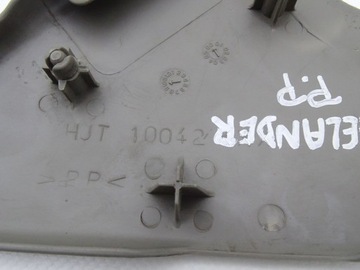 HJT 10042
>PP<
ELANDER
P.P